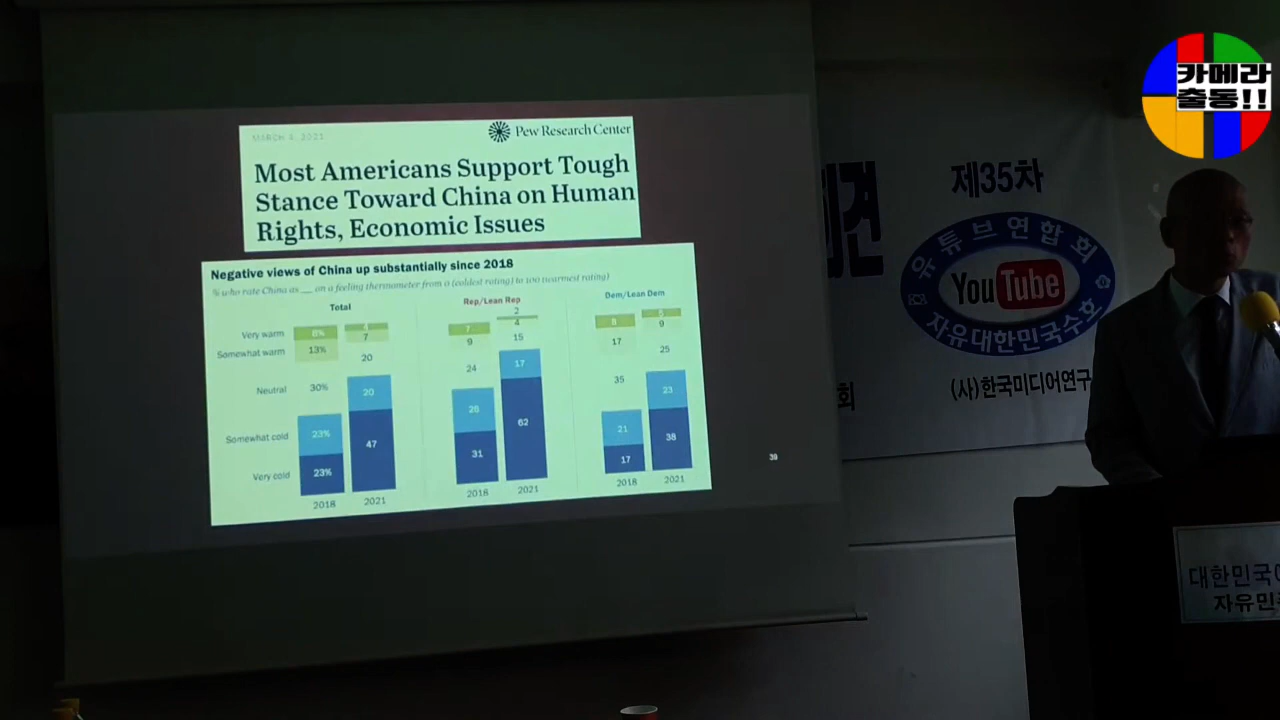 MARCH 4, 2021
Pew Research Center
Most Americans Support Tough
Stance Toward China on Human
Rights, Economic Issues
Negative views of China up substantially since 2018
% who rate China as __ on a feeling thermometer from 0 (coldest rating) to 100 (warmest rating)
Total
Rep/Lean Rep
Dem/Lean Dem
Very warm 8% 4 7 2 8 5
Somewhat warm 13% 7 9 4 17 9
Neutral 30% 20 24 15 35 25
Somewhat cold 23% 20 28 17 21 23
Very cold 23% 47 31 62 17 38
2018 2021 2018 2021 2018 2021
39
카메라
출동!!
회견
제35차
유튜브연합회
YouTube
자유대한민국수호
회
(사)한국미디어연구
대한민국
자유민